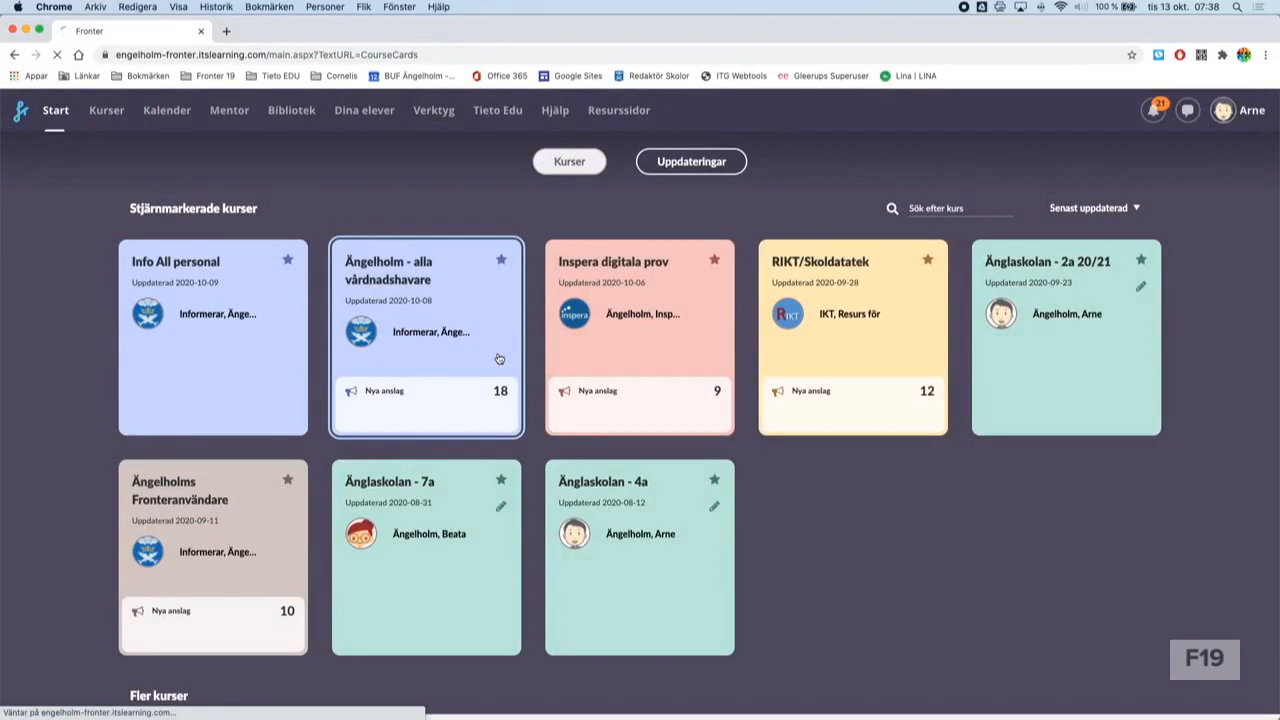 Chrome Arkiv Redigera Visa Historik Bokmärken Personer Flik Fönster Hjälp 100 % tis 13 okt. 07:38
Fronter
engelholm-fronter.itslearning.com/main.aspx?TextURL=CourseCards
Appar Länkar Bokmärken Fronter 19 Tieto EDU Cornelis 12 BUF Ängelholm -... Office 365 Google Sites Redaktör Skolor ITG Webtools ee Gleerups Superuser Lina | LINA
Start Kurser Kalender Mentor Bibliotek Dina elever Verktyg Tieto Edu Hjälp Resurssidor 21 Arne
Kurser Uppdateringar
Stjärnmarkerade kurser Sök efter kurs Senast uppdaterad
Info All personal
Uppdaterad 2020-10-09
Informerar, Änge...
Ängelholm - alla
vårdnadshavare
Uppdaterad 2020-10-08
Informerar, Änge...
Nya anslag 18
Inspera digitala prov
Uppdaterad 2020-10-06
inspera Ängelholm, Insp...
Nya anslag 9
RIKT/Skoldatatek
Uppdaterad 2020-09-28
RIKT IKT, Resurs för
Nya anslag 12
Änglaskolan - 2a 20/21
Uppdaterad 2020-09-23
Ängelholm, Arne
Ängelholms
Fronteranvändare
Uppdaterad 2020-09-11
Informerar, Änge...
Nya anslag 10
Änglaskolan - 7a
Uppdaterad 2020-08-31
Ängelholm, Beata
Änglaskolan - 4a
Uppdaterad 2020-08-12
Ängelholm, Arne
F19
Fler kurser
Väntar på engelholm-fronter.itslearning.com...